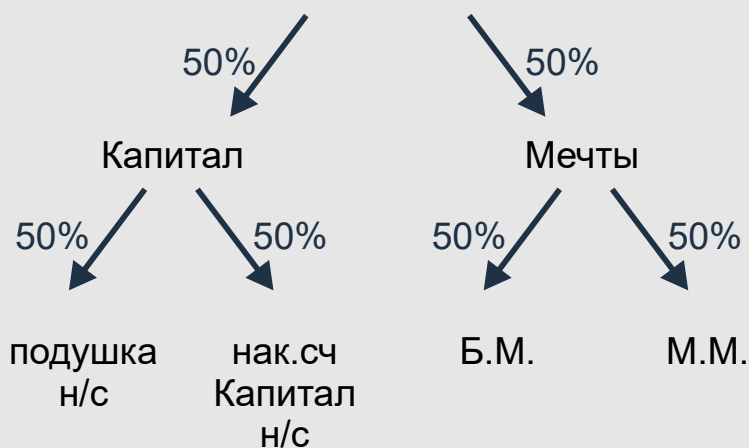 50%
50%
Капитал
Мечты
50%
50%
50%
50%
подушка
н/с
нак.сч
Капитал
н/с
Б.М.
М.М.